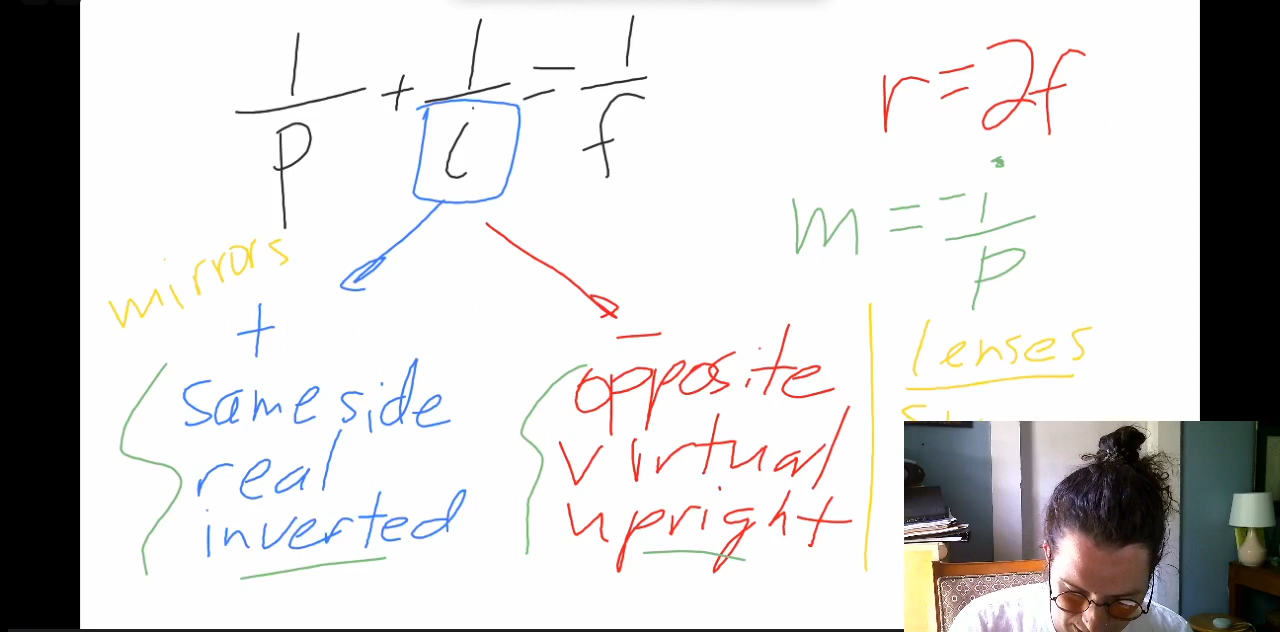 1/p + 1/i = 1/f
r = 2f
m = -i/p
mirrors
+
same side
real
inverted
-
opposite
virtual
upright
lenses